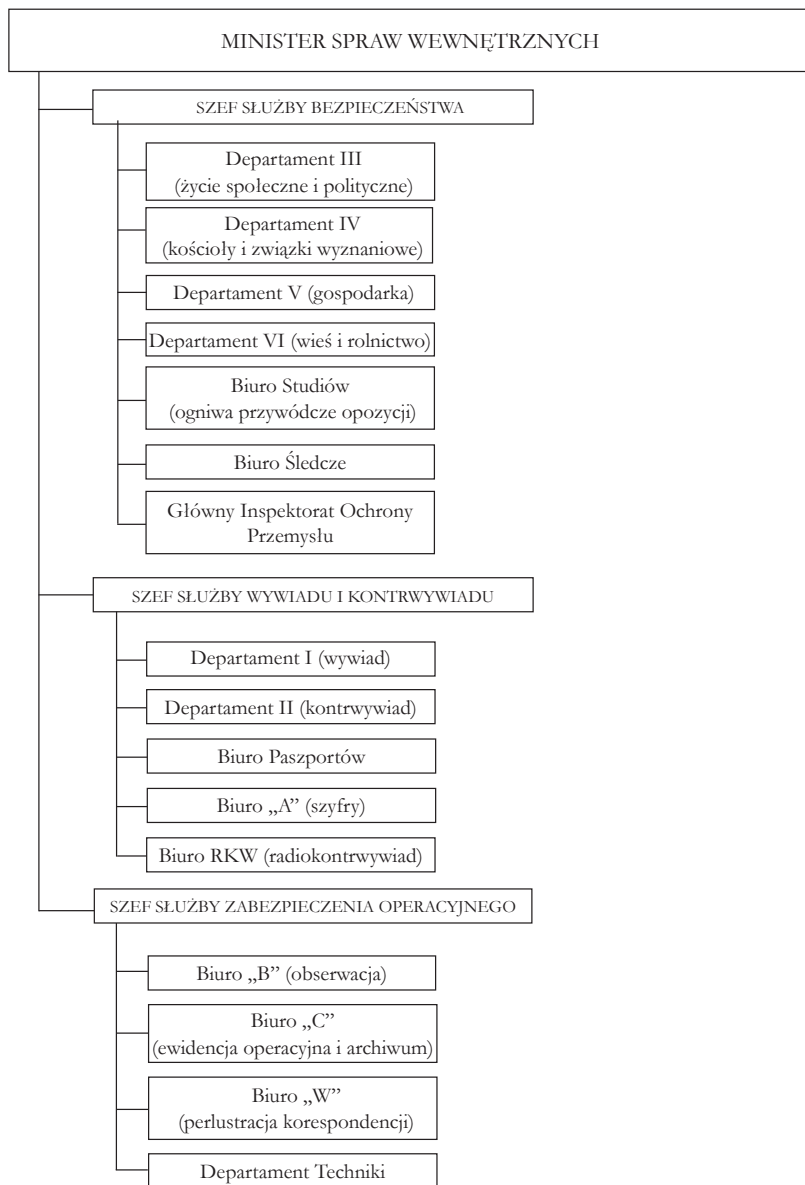 MINISTER SPRAW WEWNĘTRZNYCH
SZEF SŁUŻBY BEZPIECZEŃSTWA
Departament III
(życie społeczne i polityczne)
Departament IV
(kościoły i związki wyznaniowe)
Departament V (gospodarka)
Departament VI (wieś i rolnictwo)
Biuro Studiów
(ogniwa przywódcze opozycji)
Biuro Śledcze
Główny Inspektorat Ochrony
Przemysłu
SZEF SŁUŻBY WYWIADU I KONTRWYWIADU
Departament I (wywiad)
Departament II (kontrwywiad)
Biuro Paszportów
Biuro „A” (szyfry)
Biuro RKW (radiokontrwywiad)
SZEF SŁUŻBY ZABEZPIECZENIA OPERACYJNEGO
Biuro „B” (obserwacja)
Biuro „C”
(ewidencja operacyjna i archiwum)
Biuro „W”
(perlustracja korespondencji)
Departament Techniki